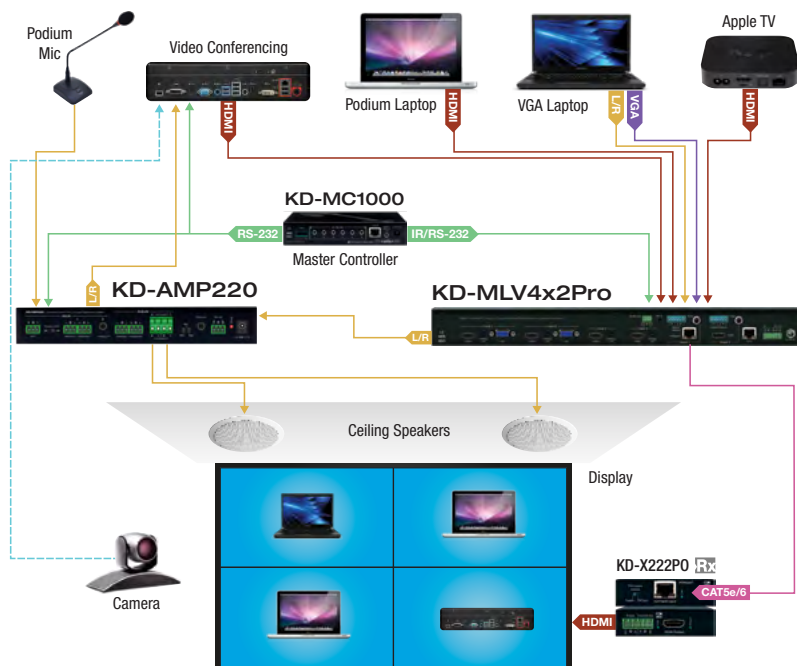 Podium
Mic
Video Conferencing
Podium Laptop
VGA Laptop
Apple TV
HDMI
HDMI
L/R
VGA
HDMI
KD-MC1000
RS-232
IR/RS-232
Master Controller
L/R
KD-AMP220
KD-MLV4x2Pro
L/R
Ceiling Speakers
Display
KD-X222PO Rx
CAT5e/6
HDMI
Camera